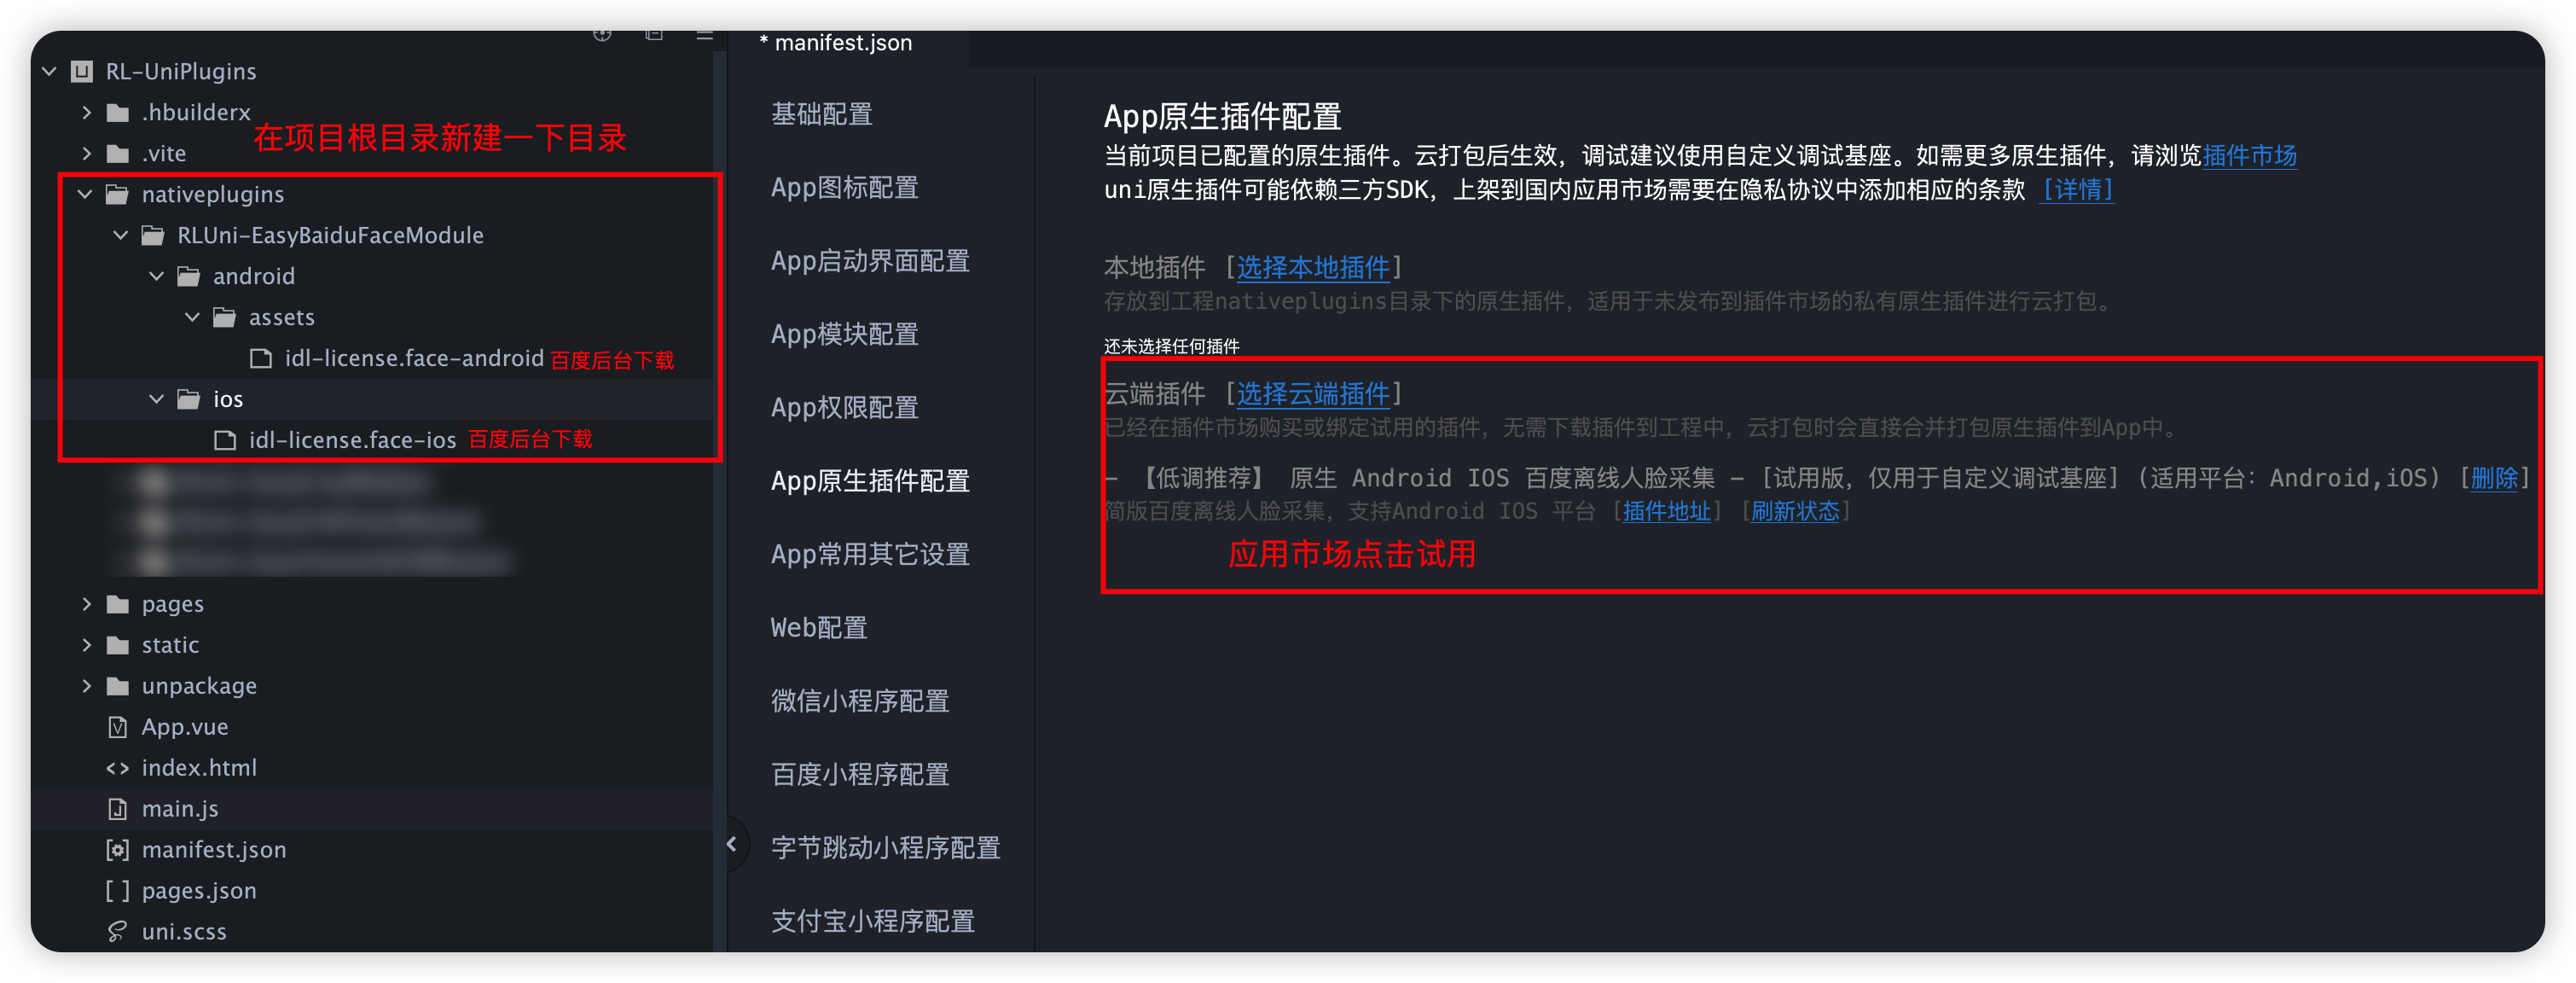 RL-UniPlugins
.hbuilderx
在项目根目录新建一下目录
.vite
nativeplugins
RLUni-EasyBaiduFaceModule
android
assets
idl-license.face-android 百度后台下载
ios
idl-license.face-ios 百度后台下载
pages
static
unpackage
App.vue
index.html
main.js
manifest.json
pages.json
uni.scss
* manifest.json
基础配置
App图标配置
App启动界面配置
App模块配置
App权限配置
App原生插件配置
App常用其它设置
Web配置
微信小程序配置
百度小程序配置
字节跳动小程序配置
支付宝小程序配置
App原生插件配置
当前项目已配置的原生插件。云打包后生效，调试建议使用自定义调试基座。如需更多原生插件，请浏览插件市场
uni原生插件可能依赖三方SDK，上架到国内应用市场需要在隐私协议中添加相应的条款 [详情]
本地插件 [选择本地插件]
存放到工程nativeplugins目录下的原生插件，适用于未发布到插件市场的私有原生插件进行云打包。
还未选择任何插件
云端插件 [选择云端插件]
已经在插件市场购买或绑定试用的插件，无需下载插件到工程中，云打包时会直接合并打包原生插件到App中。
- 【低调推荐】 原生 Android IOS 百度离线人脸采集 - [试用版，仅用于自定义调试基座] (适用平台：Android,iOS) [删除]
简版百度离线人脸采集，支持Android IOS 平台 [插件地址] [刷新状态]
应用市场点击试用